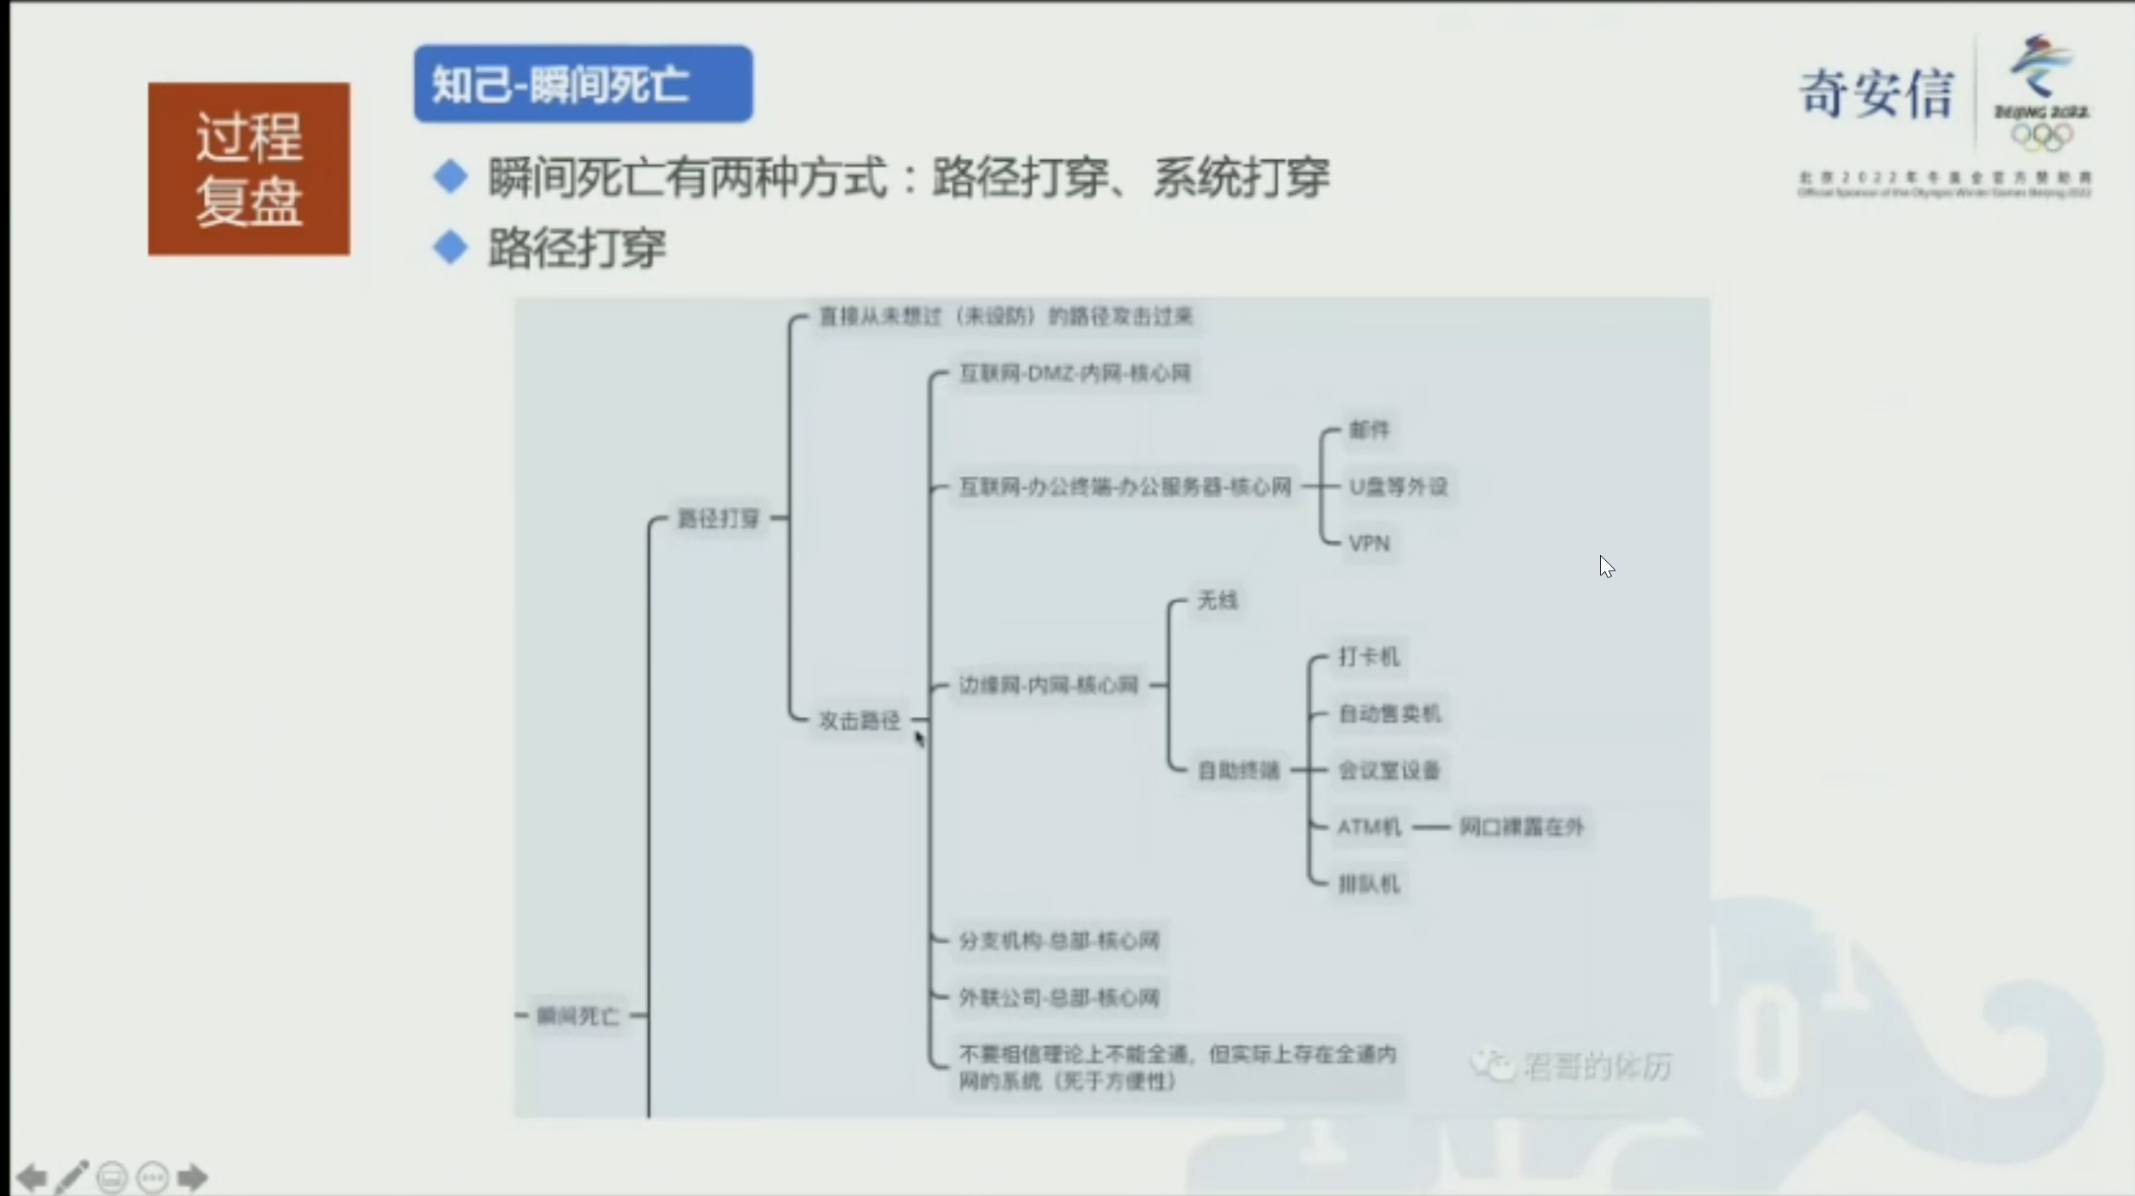 知己-瞬间死亡
过程
复盘
奇安信
BEIJING 2022
北京2022年冬奥会官方赞助商
Official Sponsor of the Olympic Winter Games Beijing 2022
瞬间死亡有两种方式：路径打穿、系统打穿
路径打穿
直接从未想过（未设防）的路径攻击过来
互联网-DMZ-内网-核心网
邮件
互联网-办公终端-办公服务器-核心网
U盘等外设
VPN
路径打穿
无线
打卡机
边缘网-内网-核心网
自动售卖机
攻击路径
自助终端
会议室设备
ATM机
网口裸露在外
排队机
分支机构-总部-核心网
外联公司-总部-核心网
瞬间死亡
不要相信理论上不能全通，但实际上存在全通内
网的系统（死于方便性）
君哥的体历